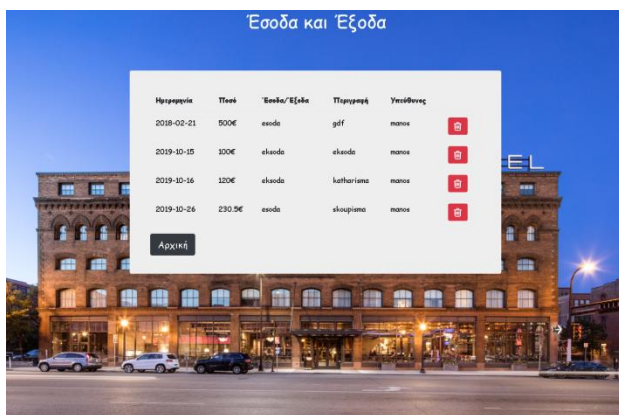 Έσοδα και Έξοδα
Ημερομηνία Ποσό Έσοδα/Έξοδα Περιγραφή Υπεύθυνος
2018-02-21 500€ esoda gdf manos
2019-10-15 100€ eksoda eksoda manos
2019-10-16 120€ eksoda katharisma manos
2019-10-26 230.5€ esoda skoupisma manos
Αρχική
EL